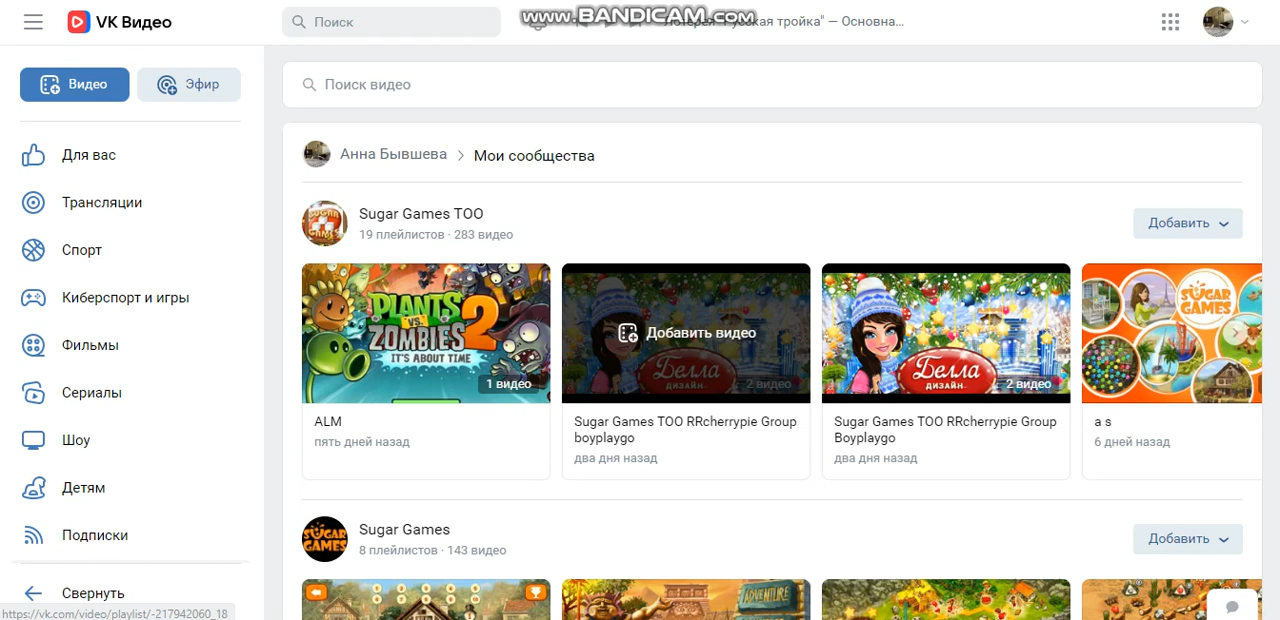 VK Видео
Поиск
www.BANDICAM.com
Лотерея "Русская тройка" — Основна...
Видео
Эфир
Для вас
Трансляции
Спорт
Киберспорт и игры
Фильмы
Сериалы
Шоу
Детям
Подписки
Свернуть
https://vk.com/video/playlist/-217942060_18
Поиск видео
Анна Бывшева
Мои сообщества
SUGAR GAMES
Sugar Games ТОО
19 плейлистов · 283 видео
Добавить
PLANTS VS. ZOMBIES 2
IT'S ABOUT TIME
1 видео
ALM
пять дней назад
Добавить видео
Белла
ДИЗАЙН
2 видео
Sugar Games TOO RRcherrypie Group
boyplaygo
два дня назад
Белла
ДИЗАЙН
2 видео
Sugar Games TOO RRcherrypie Group
Boyplaygo
два дня назад
SUGAR
GAMES
a s
6 дней назад
SUGAR
GAMES
Sugar Games
8 плейлистов · 143 видео
Добавить
ADVENTURE